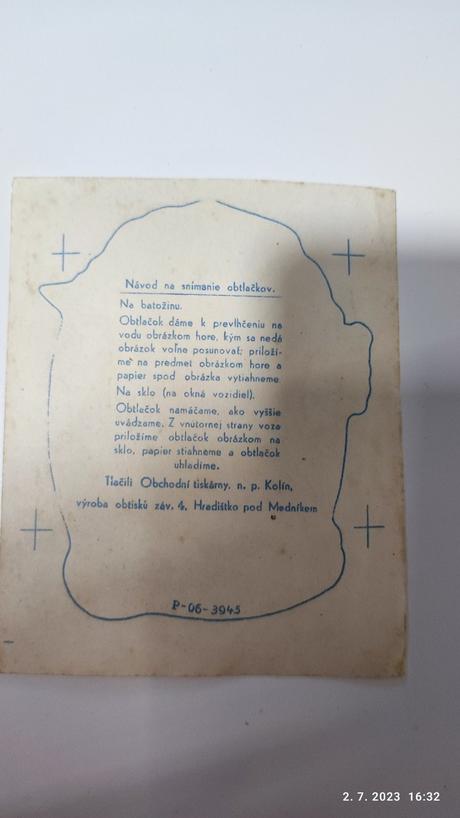 Návod na snímanie obtlačkov.
Na batožinu.
Obtlačok dáme k prevlhčeniu na
vodu obrázkom hore, kým sa nedá
obrázok voľne posunovať; priloží-
me na predmet obrázkom hore a
papier spod obrázka vytiahneme.
Na sklo (na okná vozidiel).
Obtlačok namáčame, ako vyššie
uvádzame. Z vnútornej strany voza
priložíme obtlačok obrázkom na
sklo, papier stiahneme a obtlačok
uhladíme.
Tlačili Obchodní tiskárny, n. p. Kolín,
výroba obtisků záv. 4, Hradištko pod Medníkem
P-06-3945
2. 7. 2023 16:32